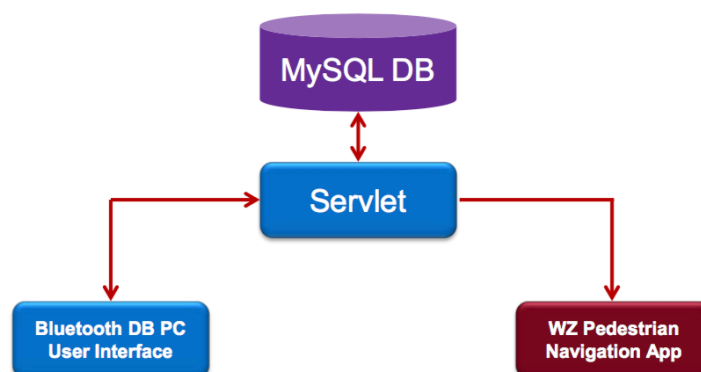 MySQL DB
Servlet
Bluetooth DB PC
User Interface
WZ Pedestrian
Navigation App